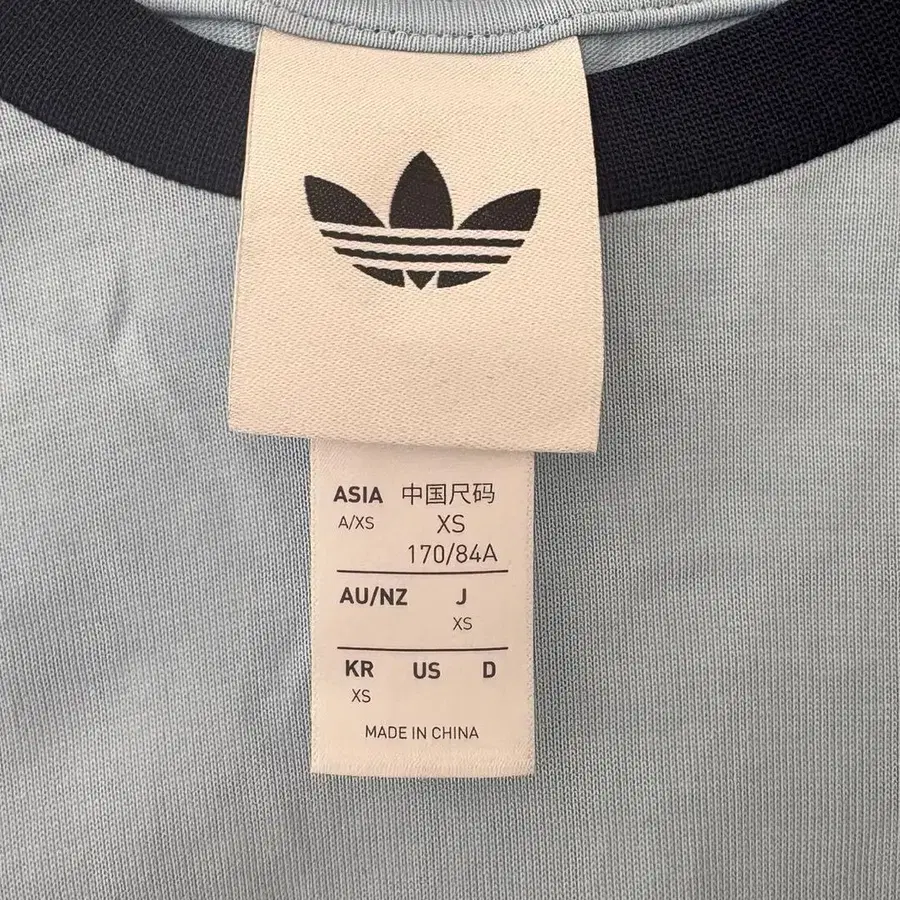 ASIA 中国尺码
A/XS XS
170/84A
AU/NZ J
XS
KR US D
XS
MADE IN CHINA